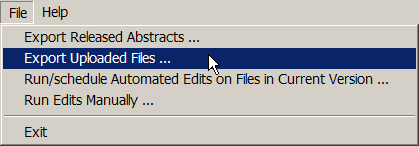 File Help
Export Released Abstracts ...
Export Uploaded Files ...
Run/schedule Automated Edits on Files in Current Version ...
Run Edits Manually ...
Exit